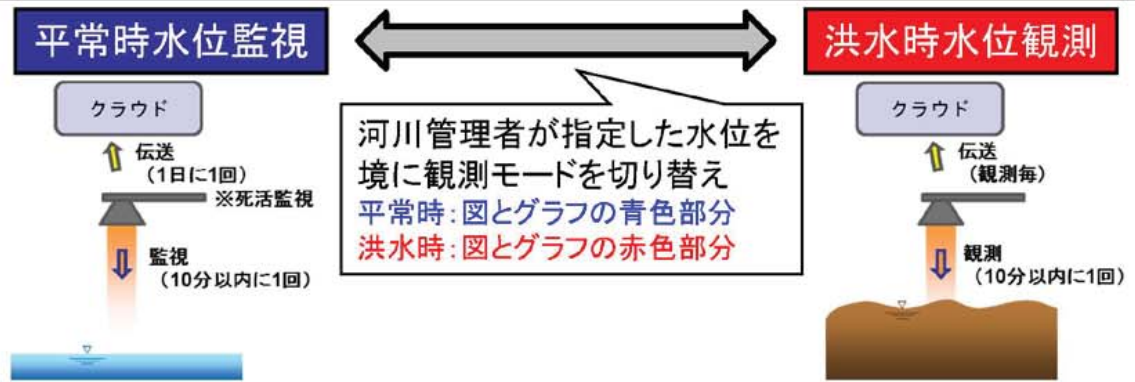 平常時水位監視
洪水時水位観測
クラウド
伝送
(1日に1回)
※死活監視
監視
(10分以内に1回)
河川管理者が指定した水位を
境に観測モードを切り替え
平常時:図とグラフの青色部分
洪水時:図とグラフの赤色部分
クラウド
伝送
(観測毎)
観測
(10分以内に1回)